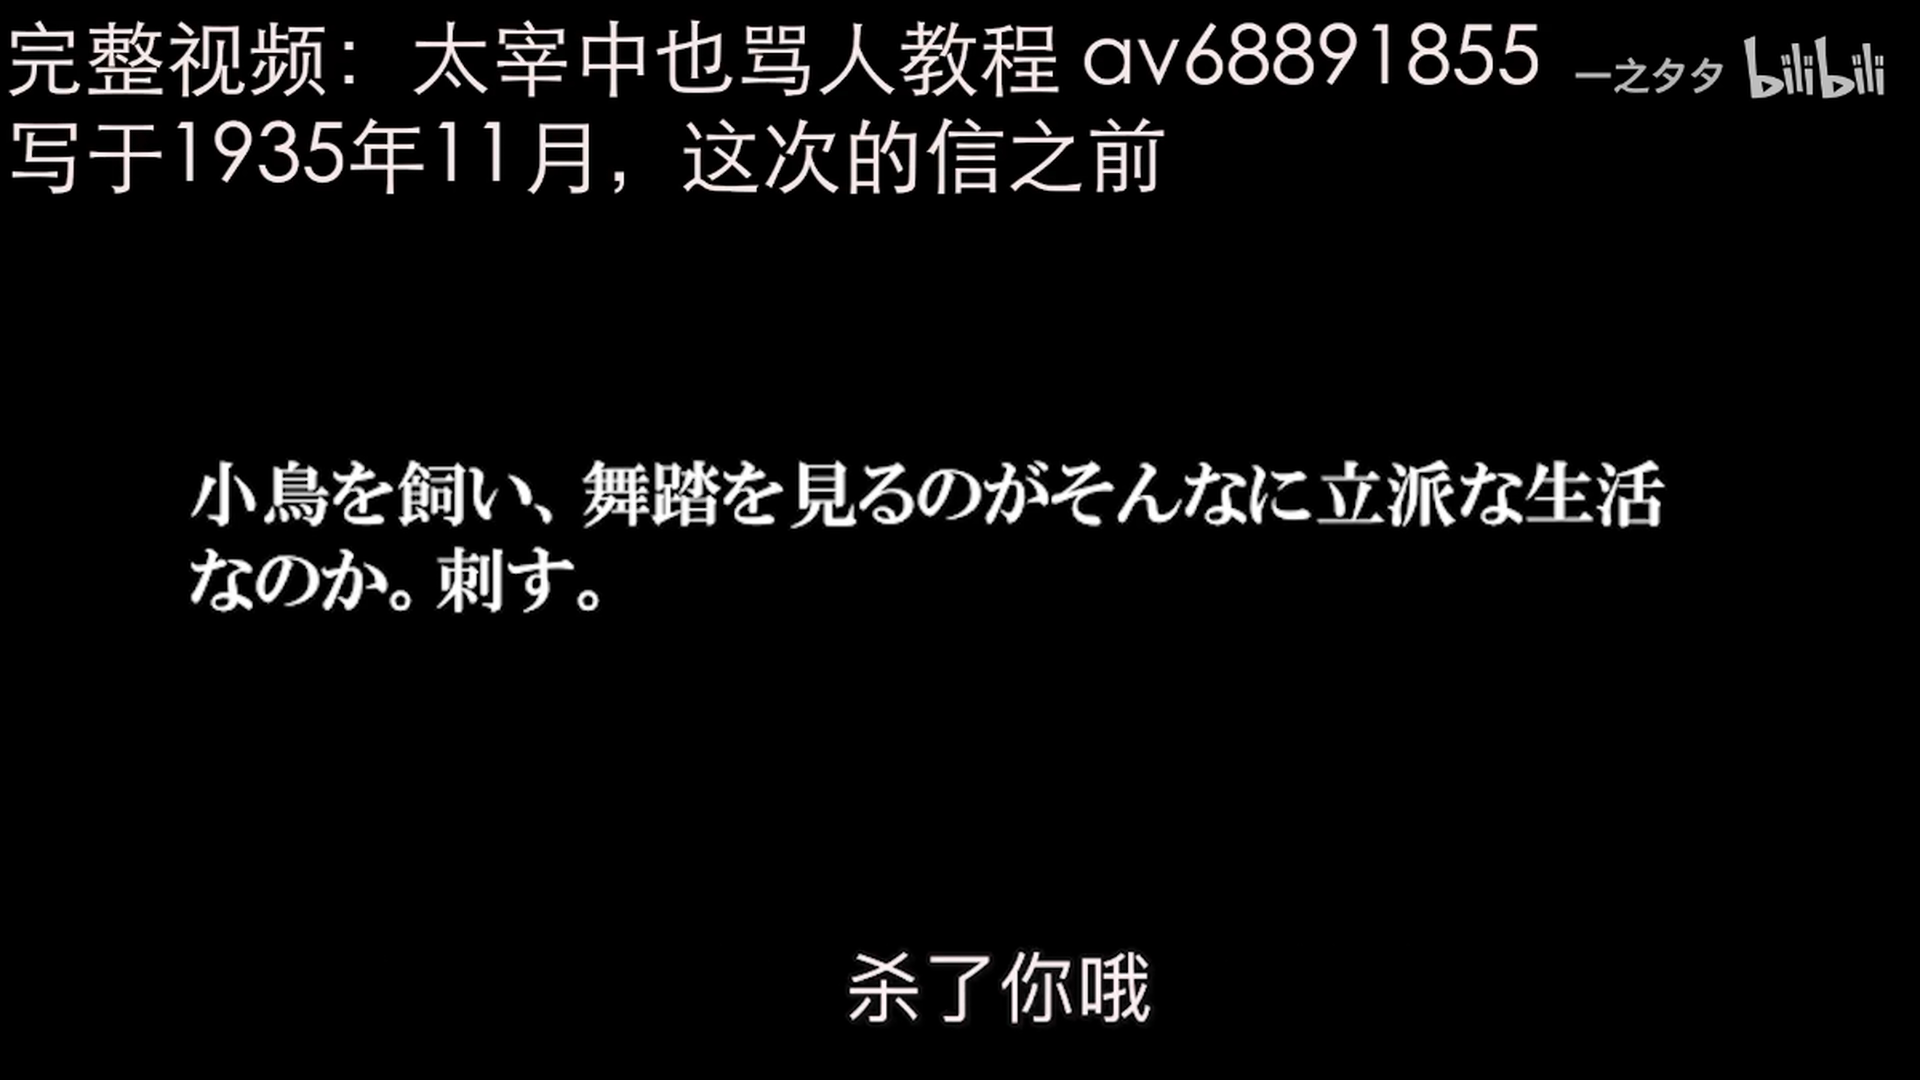 完整视频：太宰中也骂人教程 av68891855
一之夕夕 bilibili
写于1935年11月，这次的信之前
小鳥を飼い、舞踏を見るのがそんなに立派な生活
なのか。刺す。
杀了你哦